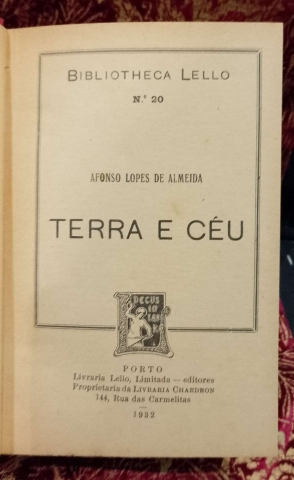 BIBLIOTHECA LELLO
N.º 20
AFONSO LOPES DE ALMEIDA
TERRA E CÉU
DECUS
IN
PORTO
Livraria Lello, Limitada — editores
Proprietaria da LIVRARIA CHARDRON
144, Rua das Carmelitas
1932